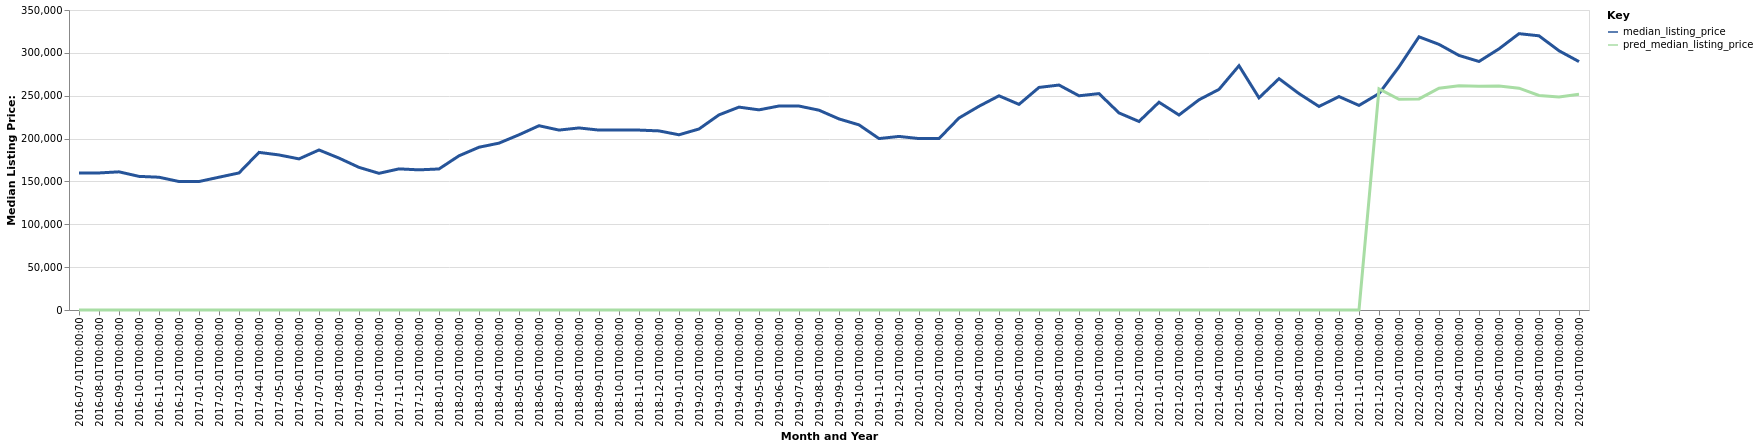 Median Listing Price:
350,000
300,000
250,000
200,000
150,000
100,000
50,000
0
2016-07-01T00:00:00
2016-08-01T00:00:00
2016-09-01T00:00:00
2016-10-01T00:00:00
2016-11-01T00:00:00
2016-12-01T00:00:00
2017-01-01T00:00:00
2017-02-01T00:00:00
2017-03-01T00:00:00
2017-04-01T00:00:00
2017-05-01T00:00:00
2017-06-01T00:00:00
2017-07-01T00:00:00
2017-08-01T00:00:00
2017-09-01T00:00:00
2017-10-01T00:00:00
2017-11-01T00:00:00
2017-12-01T00:00:00
2018-01-01T00:00:00
2018-02-01T00:00:00
2018-03-01T00:00:00
2018-04-01T00:00:00
2018-05-01T00:00:00
2018-06-01T00:00:00
2018-07-01T00:00:00
2018-08-01T00:00:00
2018-09-01T00:00:00
2018-10-01T00:00:00
2018-11-01T00:00:00
2018-12-01T00:00:00
2019-01-01T00:00:00
2019-02-01T00:00:00
2019-03-01T00:00:00
2019-04-01T00:00:00
2019-05-01T00:00:00
2019-06-01T00:00:00
2019-07-01T00:00:00
2019-08-01T00:00:00
2019-09-01T00:00:00
2019-10-01T00:00:00
2019-11-01T00:00:00
2019-12-01T00:00:00
2020-01-01T00:00:00
2020-02-01T00:00:00
2020-03-01T00:00:00
2020-04-01T00:00:00
2020-05-01T00:00:00
2020-06-01T00:00:00
2020-07-01T00:00:00
2020-08-01T00:00:00
2020-09-01T00:00:00
2020-10-01T00:00:00
2020-11-01T00:00:00
2020-12-01T00:00:00
2021-01-01T00:00:00
2021-02-01T00:00:00
2021-03-01T00:00:00
2021-04-01T00:00:00
2021-05-01T00:00:00
2021-06-01T00:00:00
2021-07-01T00:00:00
2021-08-01T00:00:00
2021-09-01T00:00:00
2021-10-01T00:00:00
2021-11-01T00:00:00
2021-12-01T00:00:00
2022-01-01T00:00:00
2022-02-01T00:00:00
2022-03-01T00:00:00
2022-04-01T00:00:00
2022-05-01T00:00:00
2022-06-01T00:00:00
2022-07-01T00:00:00
2022-08-01T00:00:00
2022-09-01T00:00:00
2022-10-01T00:00:00
Month and Year
Key
median_listing_price
pred_median_listing_price